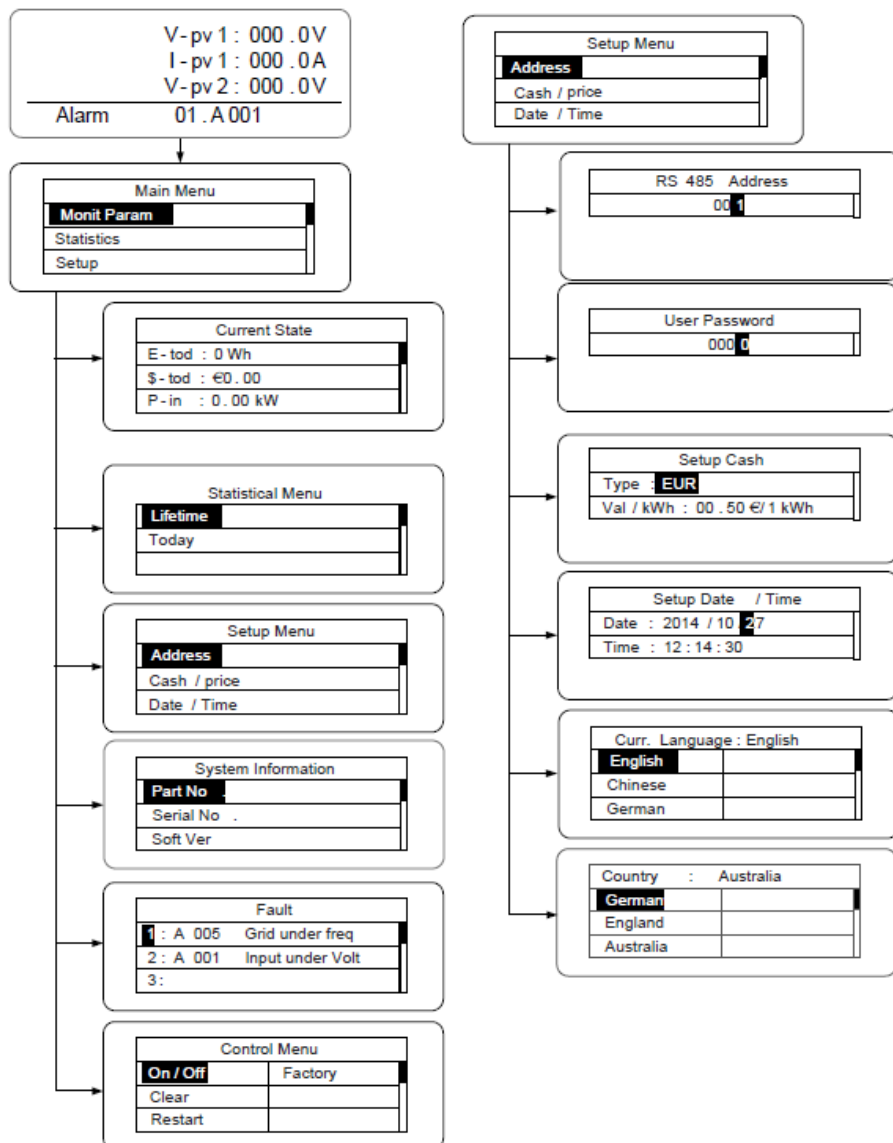 V-pv 1 : 000 .0V
I-pv 1 : 000 .0A
V-pv 2 : 000 .0V
Alarm 01 . A 001
Main Menu
Monit Param
Statistics
Setup
Current State
E - tod : 0 Wh
$ - tod : €0 . 00
P - in : 0 . 00 kW
Statistical Menu
Lifetime
Today
Setup Menu
Address
Cash / price
Date / Time
System Information
Part No .
Serial No .
Soft Ver
Fault
1 : A 005 Grid under freq
2 : A 001 Input under Volt
3 :
Control Menu
On / Off Factory
Clear
Restart
Setup Menu
Address
Cash / price
Date / Time
RS 485 Address
00 1
User Password
000 0
Setup Cash
Type : EUR
Val / kWh : 00 . 50 €/ 1 kWh
Setup Date / Time
Date : 2014 / 10 . 27
Time : 12 : 14 : 30
Curr. Language : English
English
Chinese
German
Country : Australia
German
England
Australia